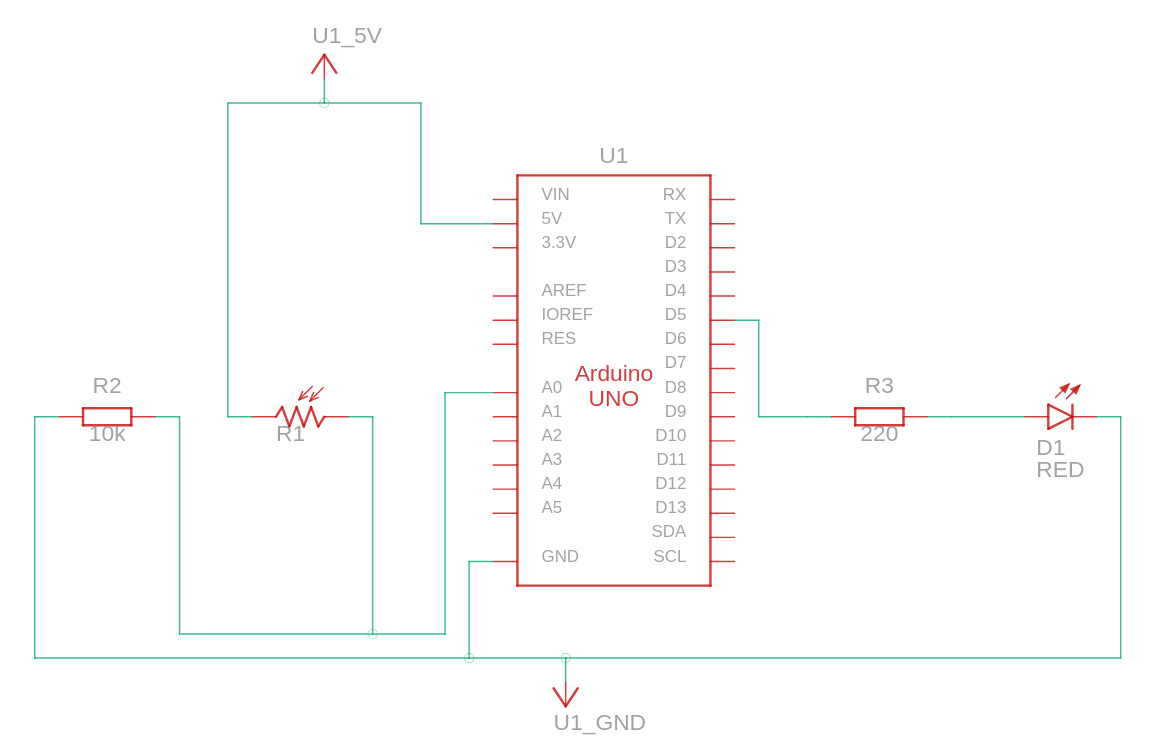 U1_5V
U1
VIN
5V
3.3V
AREF
IOREF
RES
A0
A1
A2
A3
A4
A5
GND
RX
TX
D2
D3
D4
D5
D6
D7
D8
D9
D10
D11
D12
D13
SDA
SCL
Arduino
UNO
R2
10k
R1
R3
220
D1
RED
U1_GND